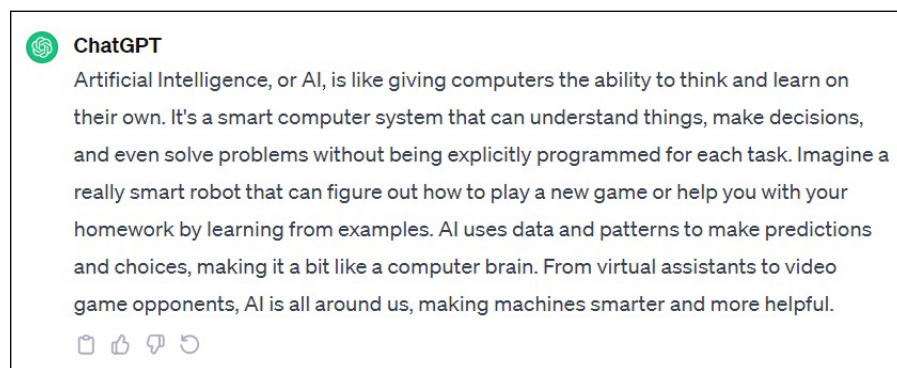 ChatGPT
Artificial Intelligence, or AI, is like giving computers the ability to think and learn on
their own. It's a smart computer system that can understand things, make decisions,
and even solve problems without being explicitly programmed for each task. Imagine a
really smart robot that can figure out how to play a new game or help you with your
homework by learning from examples. AI uses data and patterns to make predictions
and choices, making it a bit like a computer brain. From virtual assistants to video
game opponents, AI is all around us, making machines smarter and more helpful.